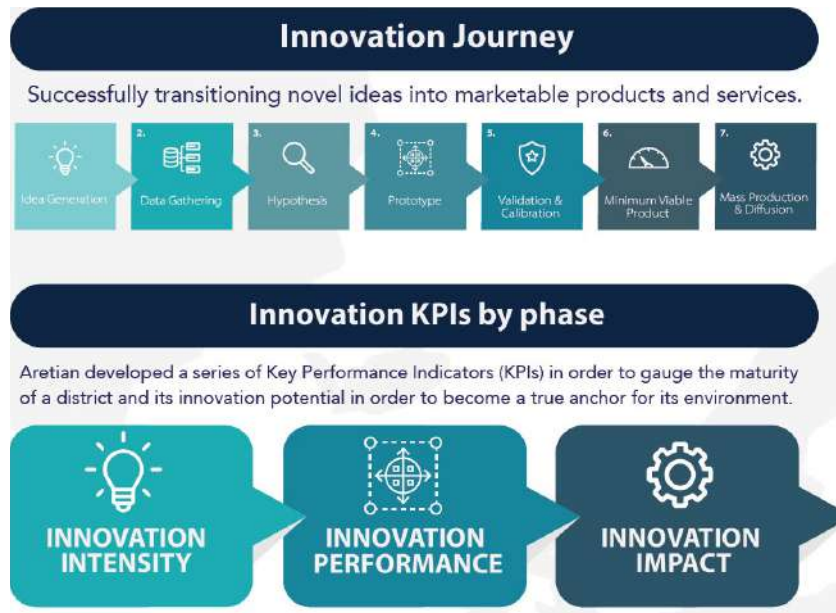 Innovation Journey
Successfully transitioning novel ideas into marketable products and services.
Idea Generation
2.
Data Gathering
3.
Hypothesis
4.
Prototype
5.
Validation &
Calibration
6.
Minimum Viable
Product
7.
Mass Production
& Diffusion
Innovation KPIs by phase
Aretian developed a series of Key Performance Indicators (KPIs) in order to gauge the maturity
of a district and its innovation potential in order to become a true anchor for its environment.
INNOVATION
INTENSITY
INNOVATION
PERFORMANCE
INNOVATION
IMPACT